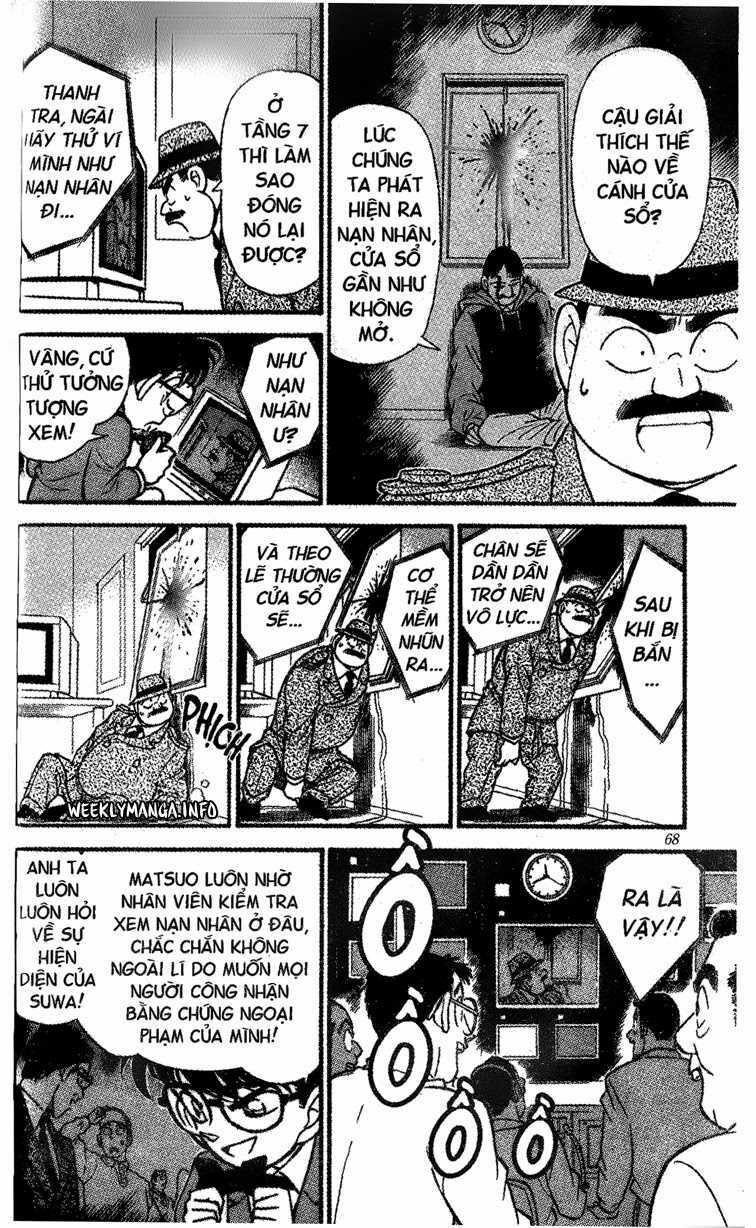 CẬU GIẢI
THÍCH THẾ
NÀO VỀ
CÁNH CỬA
SỔ?
LÚC
CHÚNG
TA PHÁT
HIỆN RA
NẠN NHÂN,
CỬA SỔ
GẦN NHƯ
KHÔNG
MỞ.
Ở
TẦNG 7
THÌ LÀM
SAO
ĐÓNG
NÓ LẠI
ĐƯỢC?
THANH
TRA, NGÀI
HÃY THỬ VÍ
MÌNH NHƯ
NẠN NHÂN
ĐI...
NHƯ
NẠN
NHÂN
Ư?
VÂNG, CỨ
THỬ TƯỞNG
TƯỢNG
XEM!
SAU
KHI BỊ
BẮN
...
CHÂN SẼ
DẦN DẦN
TRỞ NÊN
VÔ LỰC...
CƠ
THỂ
MỀM
NHŨN
RA...
VÀ THEO
LẼ THƯỜNG
CỬA SỔ
SẼ...
PHỊCH
WEEKLYMANGA.INFO
68
RA LÀ
VẬY!!
Ồ
Ồ
Ồ
Ồ
MATSUO LUÔN NHỜ
NHÂN VIÊN KIỂM TRA
XEM NẠN NHÂN Ở ĐÂU,
CHẮC CHẮN KHÔNG
NGOÀI LÍ DO MUỐN MỌI
NGƯỜI CÔNG NHẬN
BẰNG CHỨNG NGOẠI
PHẠM CỦA MÌNH!
ANH TA
LUÔN
LUÔN HỎI
VỀ SỰ
HIỆN
DIỆN CỦA
SUWA!